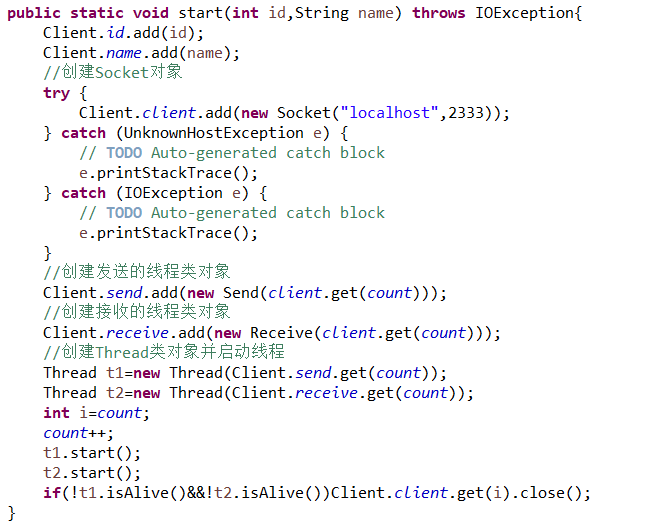 public static void start(int id,String name) throws IOException{
    Client.id.add(id);
    Client.name.add(name);
    //创建Socket对象
    try {
        Client.client.add(new Socket("localhost",2333));
    } catch (UnknownHostException e) {
        // TODO Auto-generated catch block
        e.printStackTrace();
    } catch (IOException e) {
        // TODO Auto-generated catch block
        e.printStackTrace();
    }
    //创建发送的线程类对象
    Client.send.add(new Send(client.get(count)));
    //创建接收的线程类对象
    Client.receive.add(new Receive(client.get(count)));
    //创建Thread类对象并启动线程
    Thread t1=new Thread(Client.send.get(count));
    Thread t2=new Thread(Client.receive.get(count));
    int i=count;
    count++;
    t1.start();
    t2.start();
    if(!t1.isAlive()&&!t2.isAlive())Client.client.get(i).close();
}